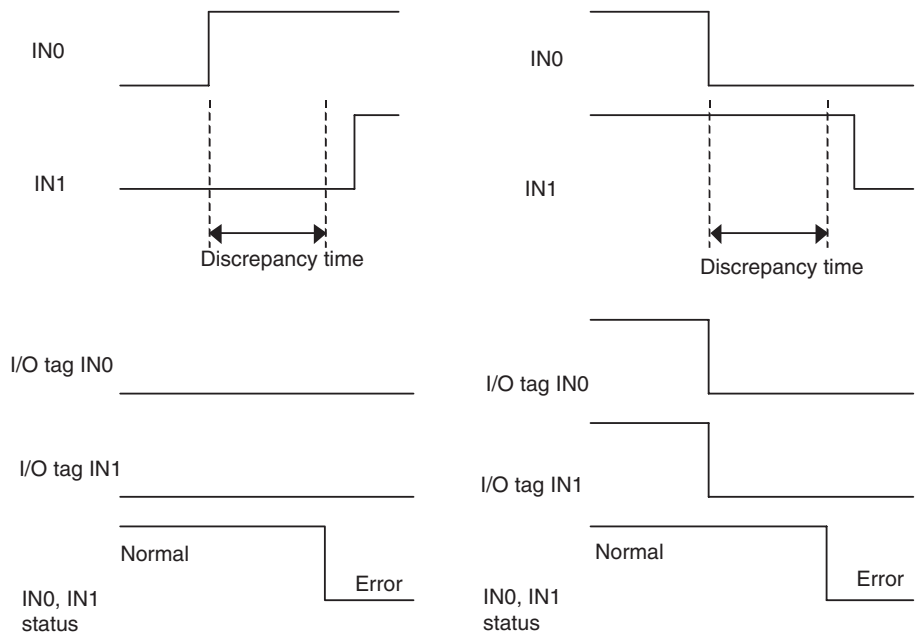 IN0
IN1
Discrepancy time
I/O tag IN0
I/O tag IN1
Normal
Error
IN0, IN1
status
IN0
IN1
Discrepancy time
I/O tag IN0
I/O tag IN1
Normal
Error
IN0, IN1
status